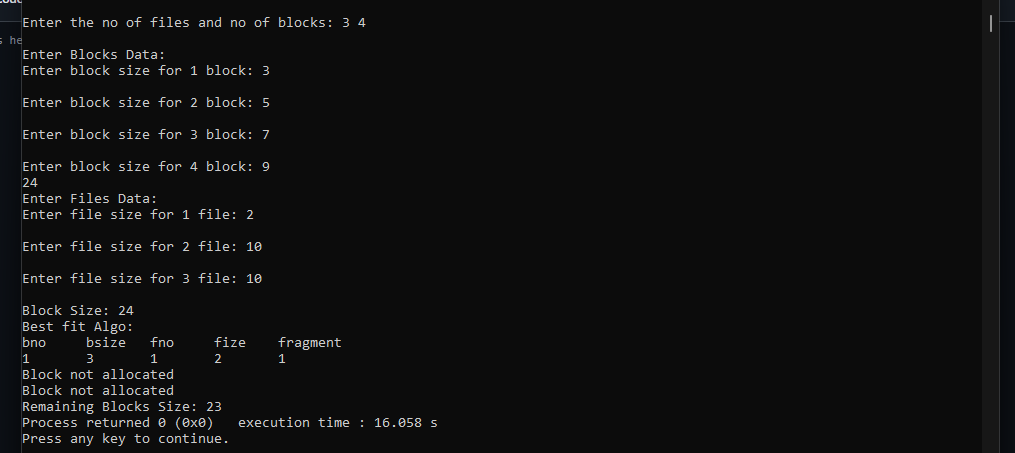 Enter the no of files and no of blocks: 3 4
s he
Enter Blocks Data:
Enter block size for 1 block: 3
Enter block size for 2 block: 5
Enter block size for 3 block: 7
Enter block size for 4 block: 9
24
Enter Files Data:
Enter file size for 1 file: 2
Enter file size for 2 file: 10
Enter file size for 3 file: 10
Block Size: 24
Best fit Algo:
bno bsize fno fize fragment
1 3 1 2 1
Block not allocated
Block not allocated
Remaining Blocks Size: 23
Process returned 0 (0x0) execution time : 16.058 s
Press any key to continue.